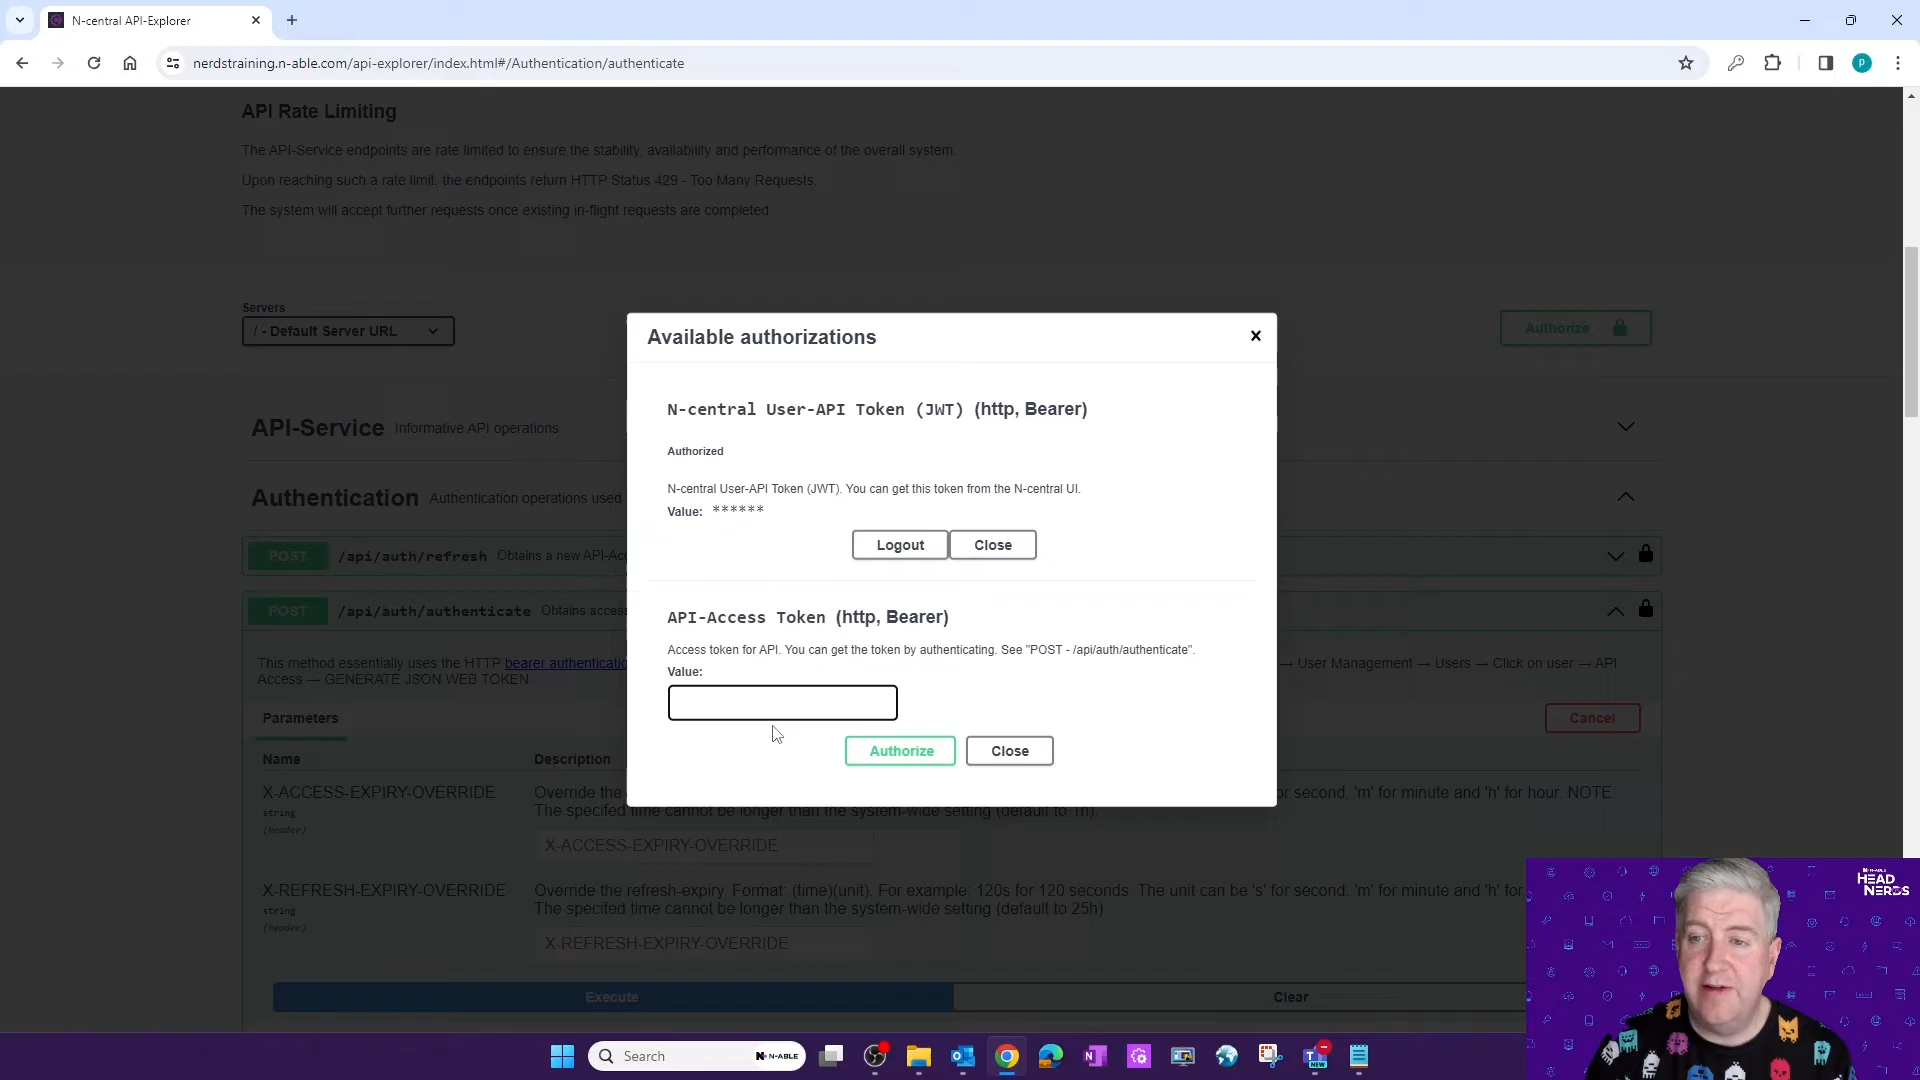 N-central API-Explorer
nerdstraining.n-able.com/api-explorer/index.html#/Authentication/authenticate
P
API Rate Limiting
The API-Service endpoints are rate limited to ensure the stability, availability and performance of the overall system.
Upon reaching such a rate limit, the endpoints return HTTP Status 429 - Too Many Requests.
The system will accept further requests once existing in-flight requests are completed
Servers
/ - Default Server URL
Authorize
Available authorizations
N-central User-API Token (JWT) (http, Bearer)
Authorized
N-central User-API Token (JWT). You can get this token from the N-central UI.
Value: ******
Logout Close
API-Access Token (http, Bearer)
Access token for API. You can get the token by authenticating. See "POST - /api/auth/authenticate".
Value:
Authorize Close
API-Service Informative API operations
Authentication Authentication operations used
POST /api/auth/refresh Obtains a new API-Acc
POST /api/auth/authenticate Obtains access
This method essentially uses the HTTP bearer authentication → User Management → Users → Click on user → API
Access → GENERATE JSON WEB TOKEN
Parameters
Cancel
Name Description
X-ACCESS-EXPIRY-OVERRIDE Override the or second, 'm' for minute and 'h' for hour. NOTE:
string The specifed time cannot be longer than the system-wide setting (default to 1h).
(header)
X-ACCESS-EXPIRY-OVERRIDE
X-REFRESH-EXPIRY-OVERRIDE Override the refresh-expiry. Format: (time)(unit). For example: 120s for 120 seconds. The unit can be 's' for second, 'm' for minute and 'h' for
string The specifed time cannot be longer than the system-wide setting (default to 25h)
(header)
X-REFRESH-EXPIRY-OVERRIDE
Execute Clear
N-ABLE
HEAD
NERDS
Search N-ABLE
NEW